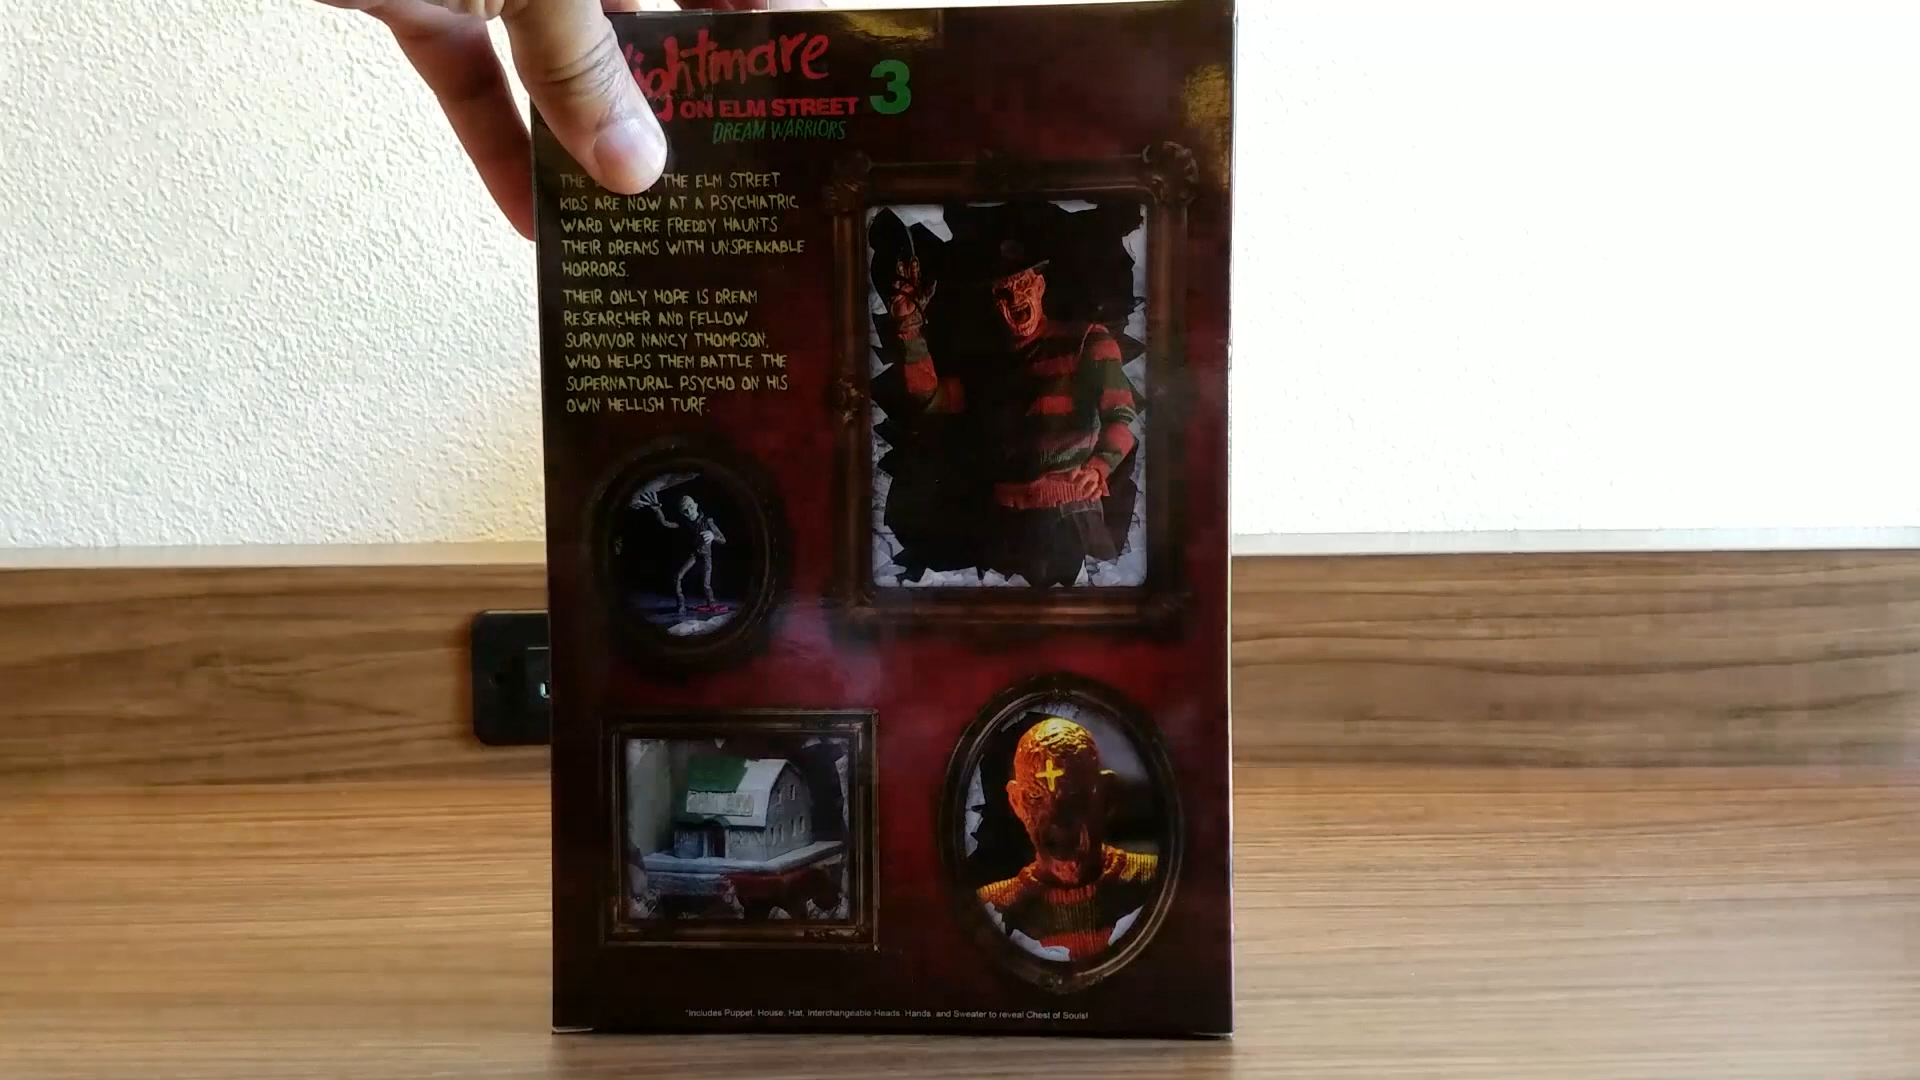 ightmare
ON ELM STREET 3
DREAM WARRIORS
THE THE ELM STREET
KIDS ARE NOW AT A PSYCHIATRIC
WARD WHERE FREDDY HAUNTS
THEIR DREAMS WITH UNSPEAKABLE
HORRORS.
THEIR ONLY HOPE IS DREAM
RESEARCHER AND FELLOW
SURVIVOR NANCY THOMPSON,
WHO HELPS THEM BATTLE THE
SUPERNATURAL PSYCHO ON HIS
OWN HELLISH TURF.
*Includes Puppet, House, Hat, Interchangeable Heads, Hands, and Sweater to reveal Chest of Souls!